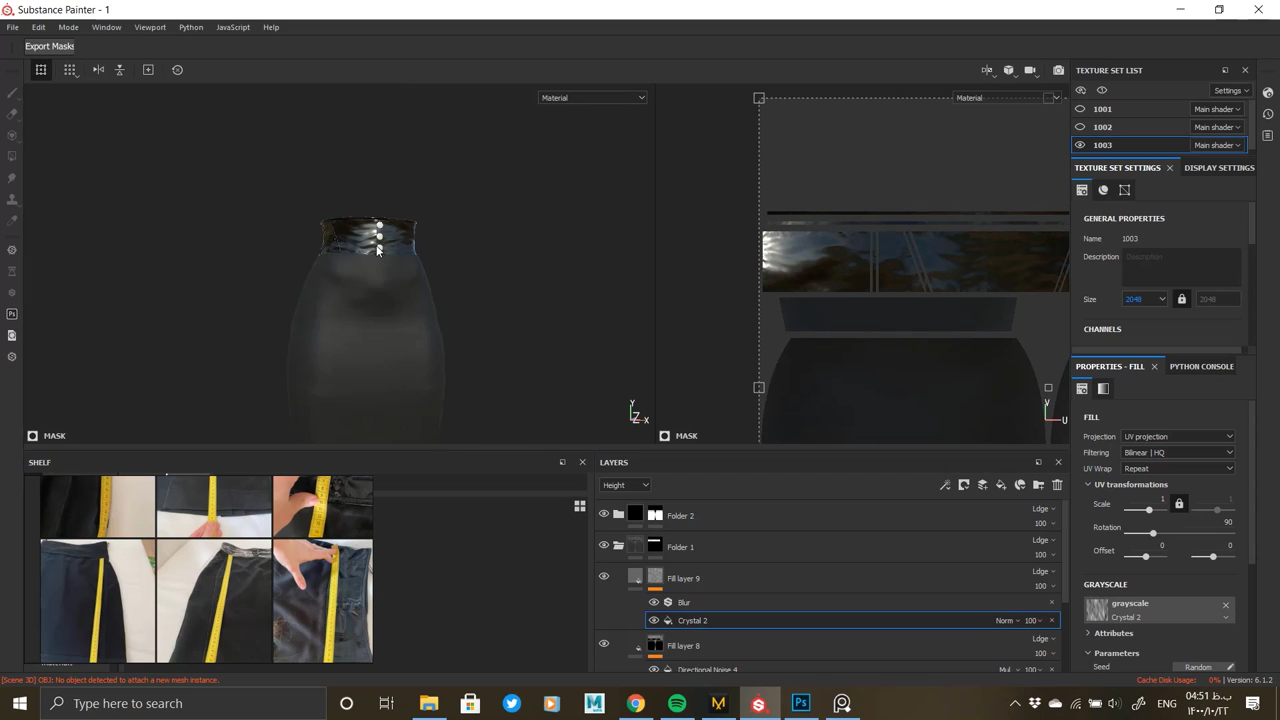 Substance Painter - 1
File Edit Mode Window Viewport Python JavaScript Help
Export Masks
Material
Material
MASK
MASK
Y
Z X
V
U
TEXTURE SET LIST
Settings
1001 Main shader
1002 Main shader
1003 Main shader
TEXTURE SET SETTINGS
DISPLAY SETTINGS
GENERAL PROPERTIES
Name 1003
Description Description
Size 2048 2048
CHANNELS
PROPERTIES - FILL
PYTHON CONSOLE
FILL
Projection UV projection
Filtering Bilinear | HQ
UV Wrap Repeat
UV transformations
Scale 1 1
Rotation 90
Offset 0 0
GRAYSCALE
grayscale
Crystal 2
Attributes
Parameters
Seed Random
SHELF
LAYERS
Height
Folder 2 Ldge 100
Folder 1 Ldge 100
Fill layer 9 Ldge 100
Blur
Crystal 2 Norm 100
Fill layer 8 Ldge 100
Directional Noise 4 Mul 100
[Scene 3D] OBJ: No object detected to attach a new mesh instance.
Cache Disk Usage: 0% | Version: 6.1.2
Ps
Type here to search
Ps
ENG
04:51 ب.ظ